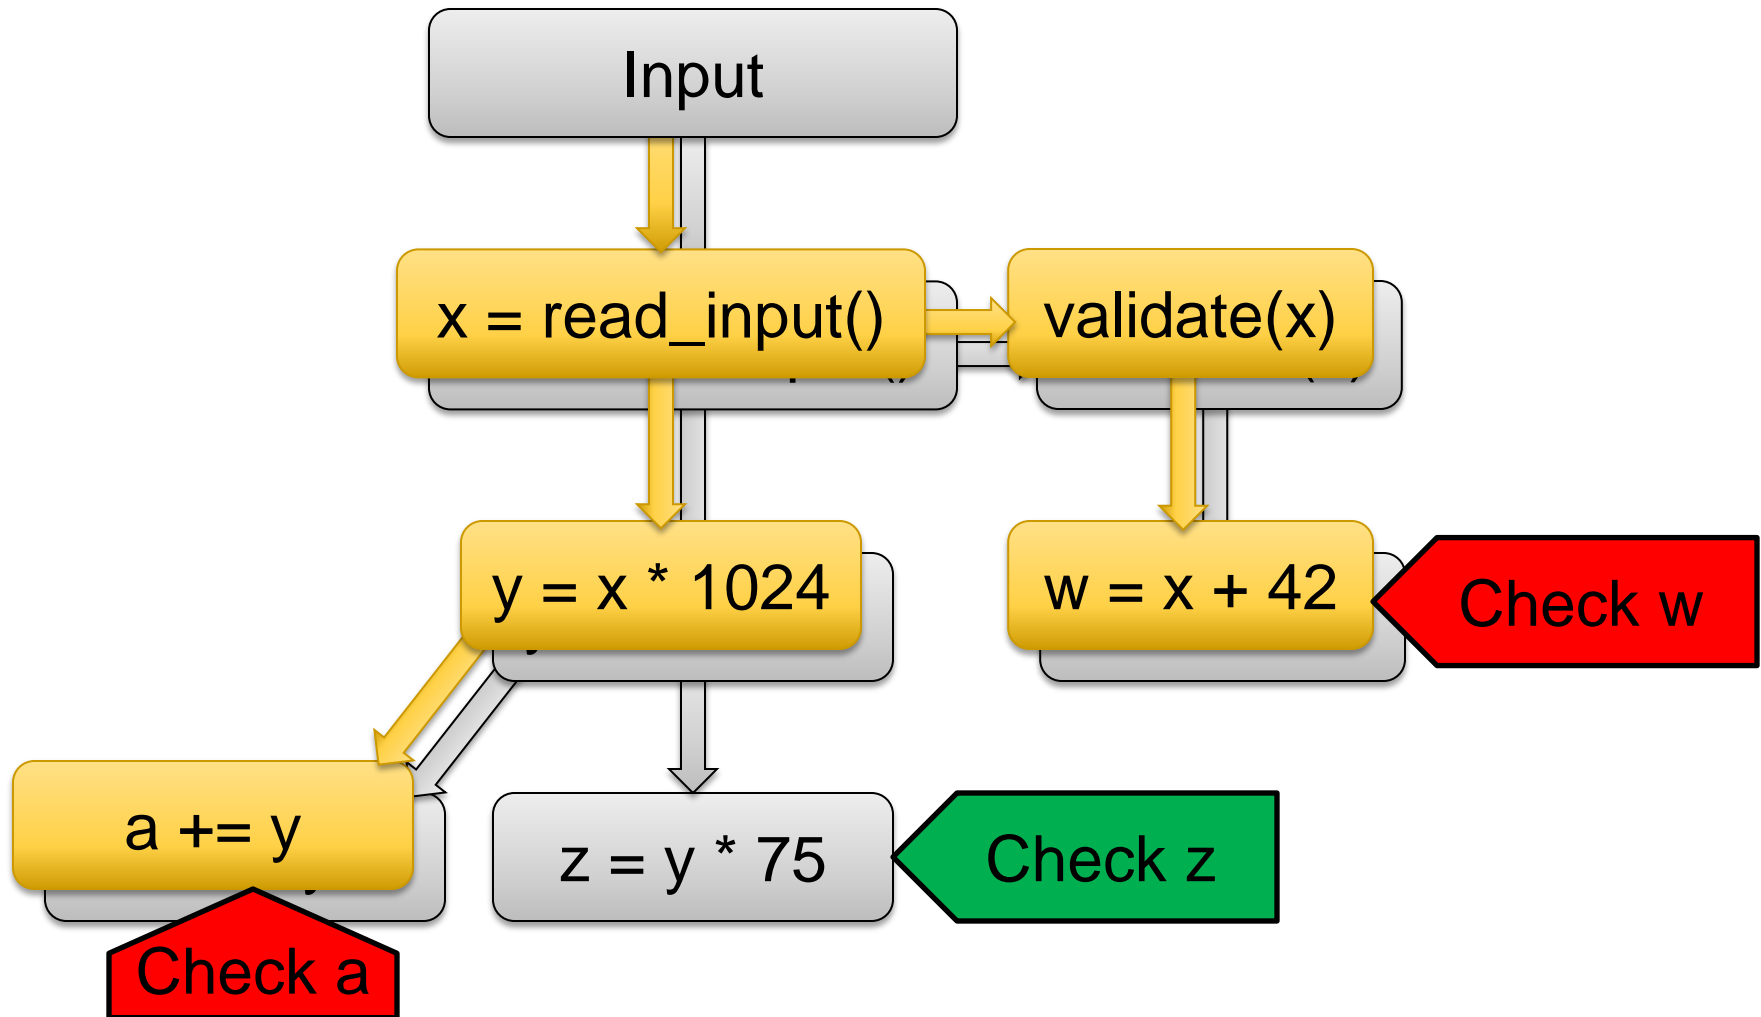 Input
x = read_input()
validate(x)
y = x * 1024
w = x + 42
Check w
a += y
z = y * 75
Check z
Check a